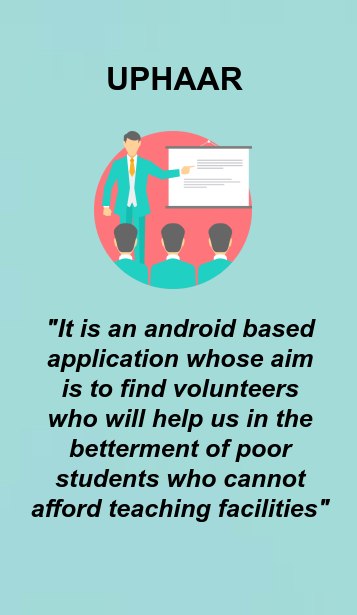 UPHAAR
"It is an android based
application whose aim
is to find volunteers
who will help us in the
betterment of poor
students who cannot
afford teaching facilities"